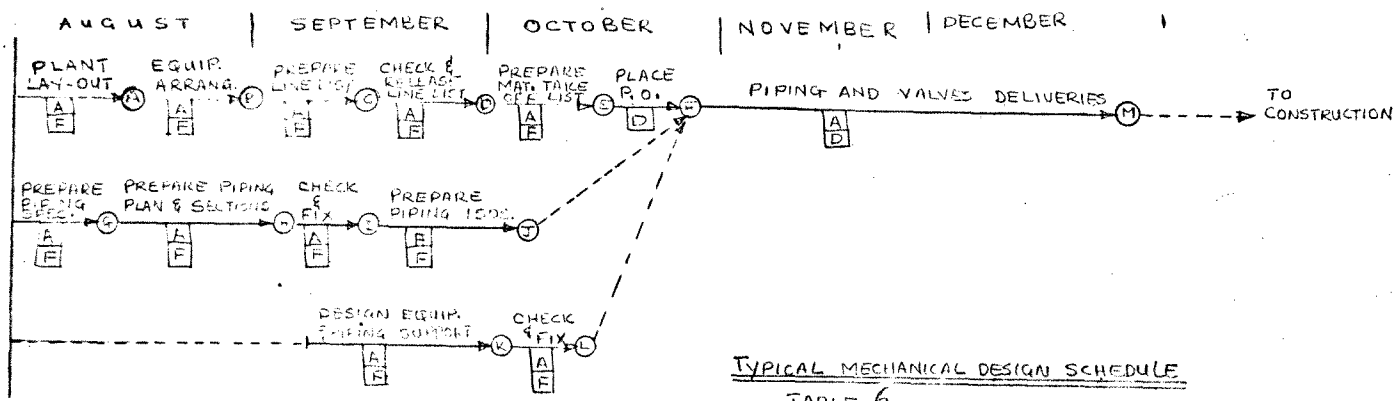 AUGUST | SEPTEMBER | OCTOBER | NOVEMBER | DECEMBER
PLANT
LAY-OUT
A
F
A
EQUIP.
ARRANG.
A
F
B
PREPARE
LINE LIST
A
F
C
CHECK &
RELEASE
LINE LIST
A
F
D
PREPARE
MAT. TAKE
OFF LIST
A
F
E
PLACE
P.O.
D
PIPING AND VALVES DELIVERIES
A
D
M
TO
CONSTRUCTION
PREPARE
PIPING
SPEC.
A
F
G
PREPARE PIPING
PLAN & SECTIONS
A
F
H
CHECK
&
FIX
A
F
I
PREPARE
PIPING ISOS.
F
J
DESIGN EQUIP.
PIPING SUPPORT
A
F
K
CHECK
& FIX
A
F
L
TYPICAL MECHANICAL DESIGN SCHEDULE
TABLE 6